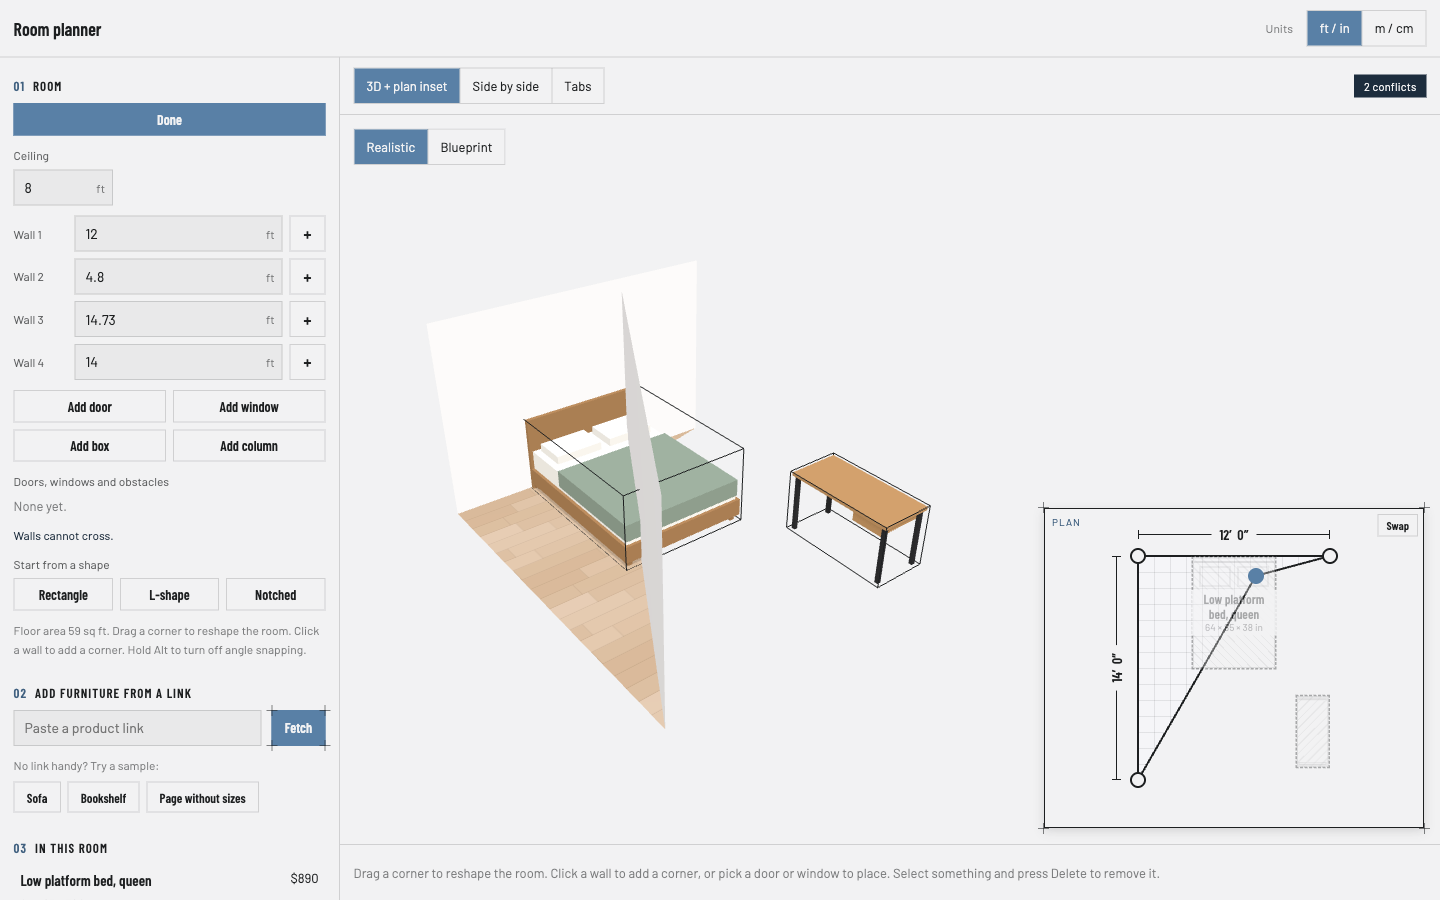 Room planner
Units
ft / in
m / cm
01 ROOM
Done
Ceiling
8 ft
Wall 1 12 ft +
Wall 2 4.8 ft +
Wall 3 14.73 ft +
Wall 4 14 ft +
Add door
Add window
Add box
Add column
Doors, windows and obstacles
None yet.
Walls cannot cross.
Start from a shape
Rectangle
L-shape
Notched
Floor area 59 sq ft. Drag a corner to reshape the room. Click
a wall to add a corner. Hold Alt to turn off angle snapping.
02 ADD FURNITURE FROM A LINK
Paste a product link
Fetch
No link handy? Try a sample:
Sofa
Bookshelf
Page without sizes
03 IN THIS ROOM
Low platform bed, queen $890
3D + plan inset
Side by side
Tabs
2 conflicts
Realistic
Blueprint
PLAN
Swap
12′ 0″
14′ 0″
Low platform
bed, queen
Drag a corner to reshape the room. Click a wall to add a corner, or pick a door or window to place. Select something and press Delete to remove it.